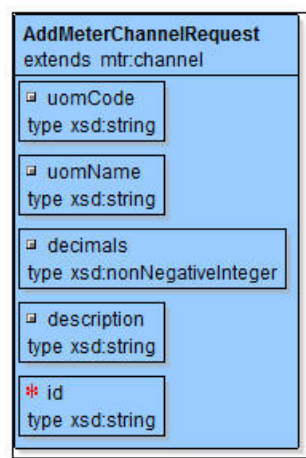 AddMeterChannelRequest
extends mtr:channel
uomCode
type xsd:string
uomName
type xsd:string
decimals
type xsd:nonNegativeInteger
description
type xsd:string
* id
type xsd:string